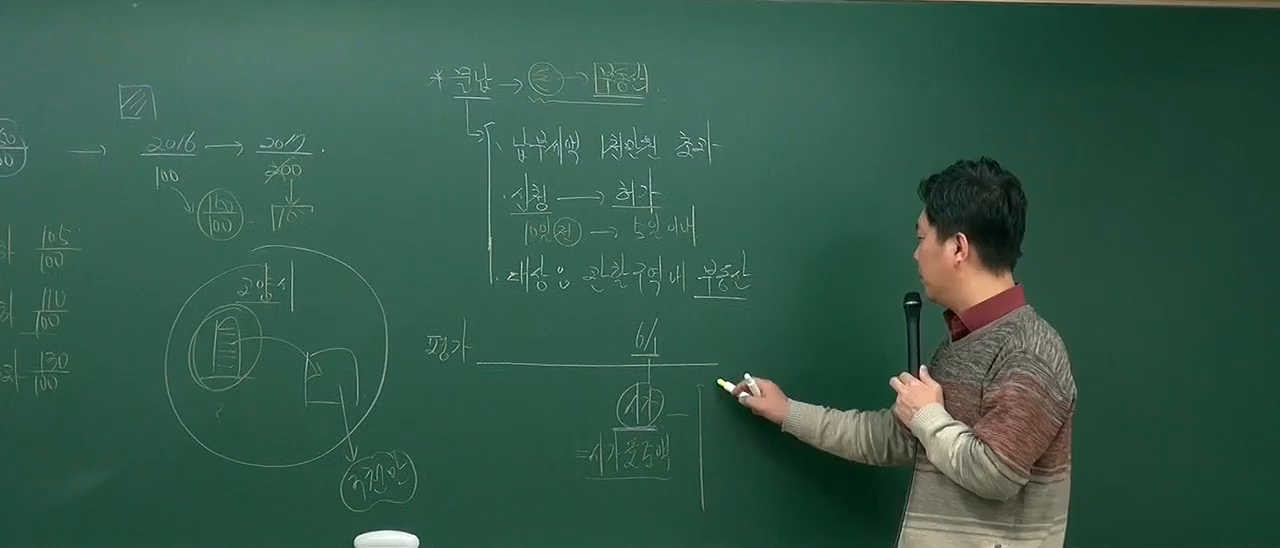 * 물납 → 돈 → 부동산
· 납부세액 1천만원 초과
· 신청 → 허가
10일 전 → 5일 이내
· 대상은 관할구역 내 부동산
평가
6/1
시가
= 시가표준액
2016 → 2017
100
200
150
100
105
100
110
100
130
100
고양시
?